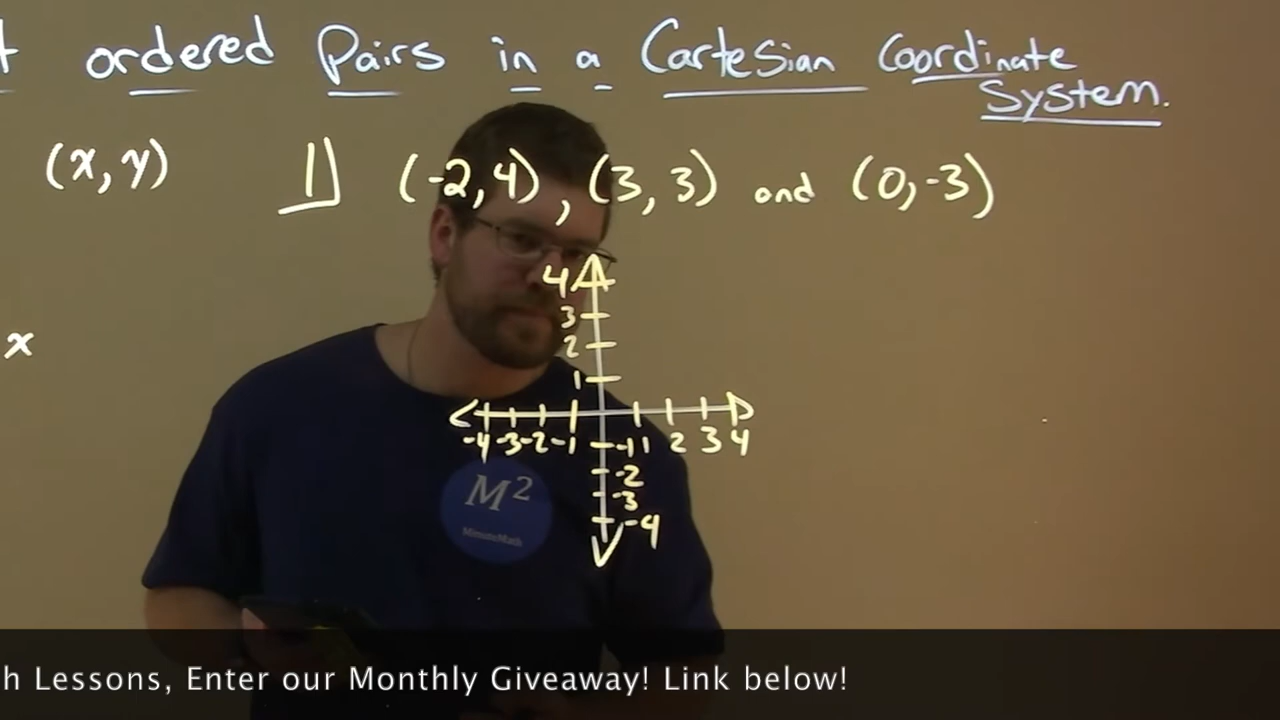 ordered Pairs in a Cartesian Coordinate
System.
(x, y) 1] (-2,4), (3, 3) and (0,-3)
4
3
x
2
1
-4 -3 -2 -1 -1 1 2 3 4
-2
-3
-4
M²
MinuteMath
h Lessons, Enter our Monthly Giveaway! Link below!